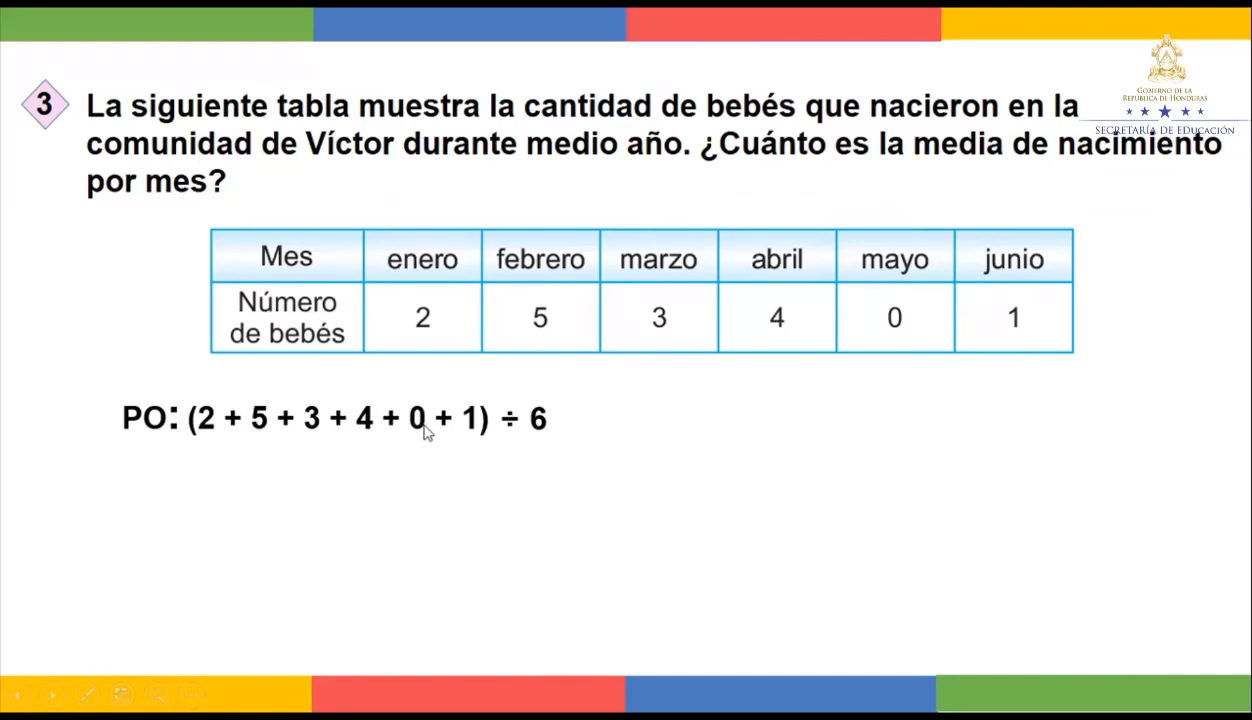 3
La siguiente tabla muestra la cantidad de bebés que nacieron en la
comunidad de Víctor durante medio año. ¿Cuánto es la media de nacimiento
por mes?
GOBIERNO DE LA
REPÚBLICA DE HONDURAS
SECRETARÍA DE EDUCACIÓN
Mes enero febrero marzo abril mayo junio
Número de bebés 2 5 3 4 0 1
PO: (2 + 5 + 3 + 4 + 0 + 1) ÷ 6